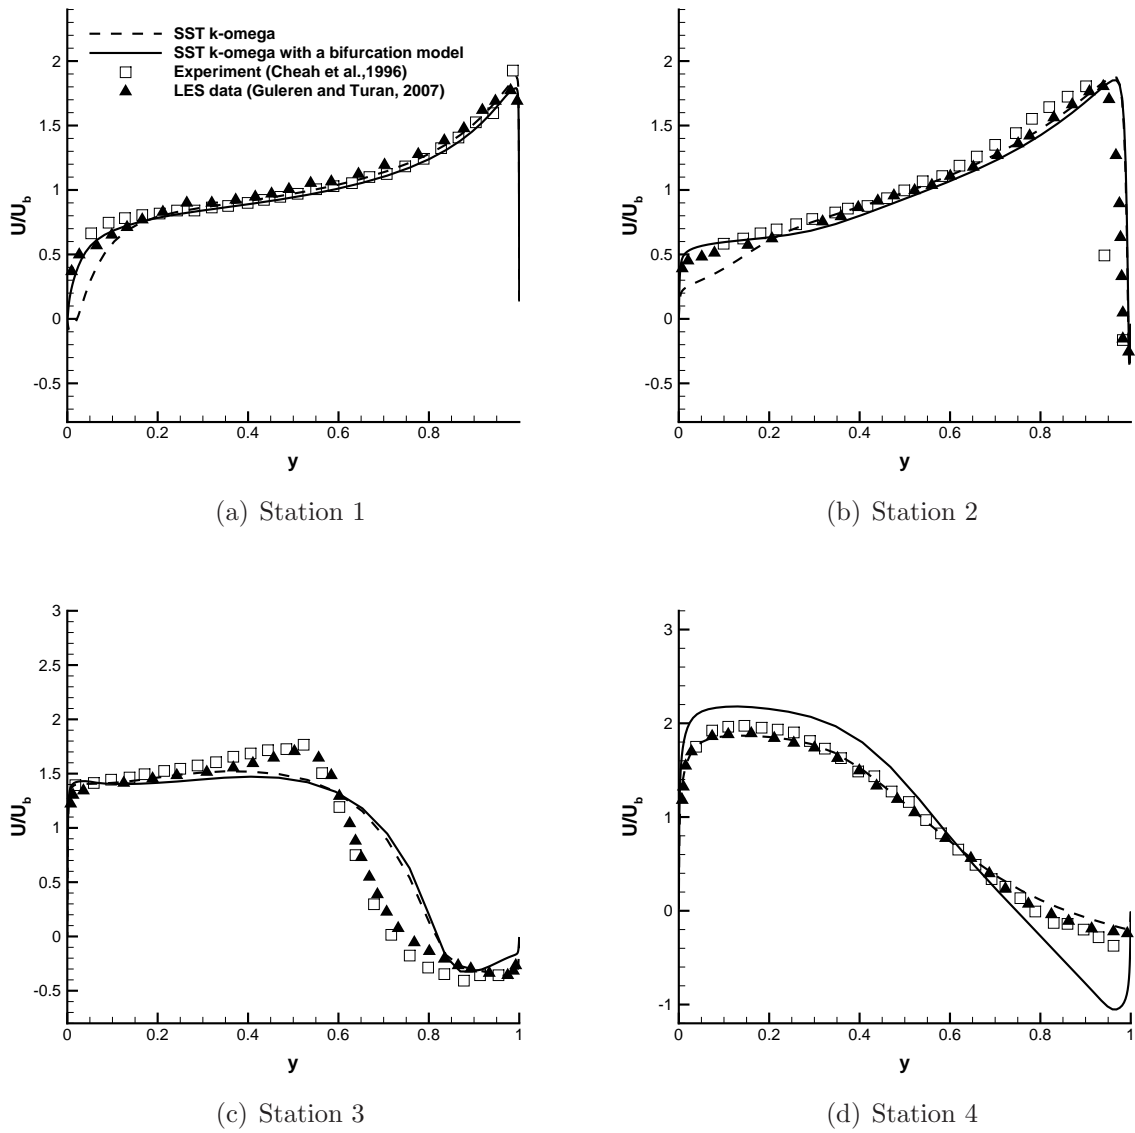 SST k-omega
SST k-omega with a bifurcation model
Experiment (Cheah et al.,1996)
LES data (Guleren and Turan, 2007)
U/U_b
2
1.5
1
0.5
0
-0.5
0 0.2 0.4 0.6 0.8
y
(a) Station 1
U/U_b
2
1.5
1
0.5
0
-0.5
0 0.2 0.4 0.6 0.8
y
(b) Station 2
U/U_b
3
2.5
2
1.5
1
0.5
0
-0.5
0 0.2 0.4 0.6 0.8 1
y
(c) Station 3
U/U_b
3
2
1
0
-1
0 0.2 0.4 0.6 0.8 1
y
(d) Station 4